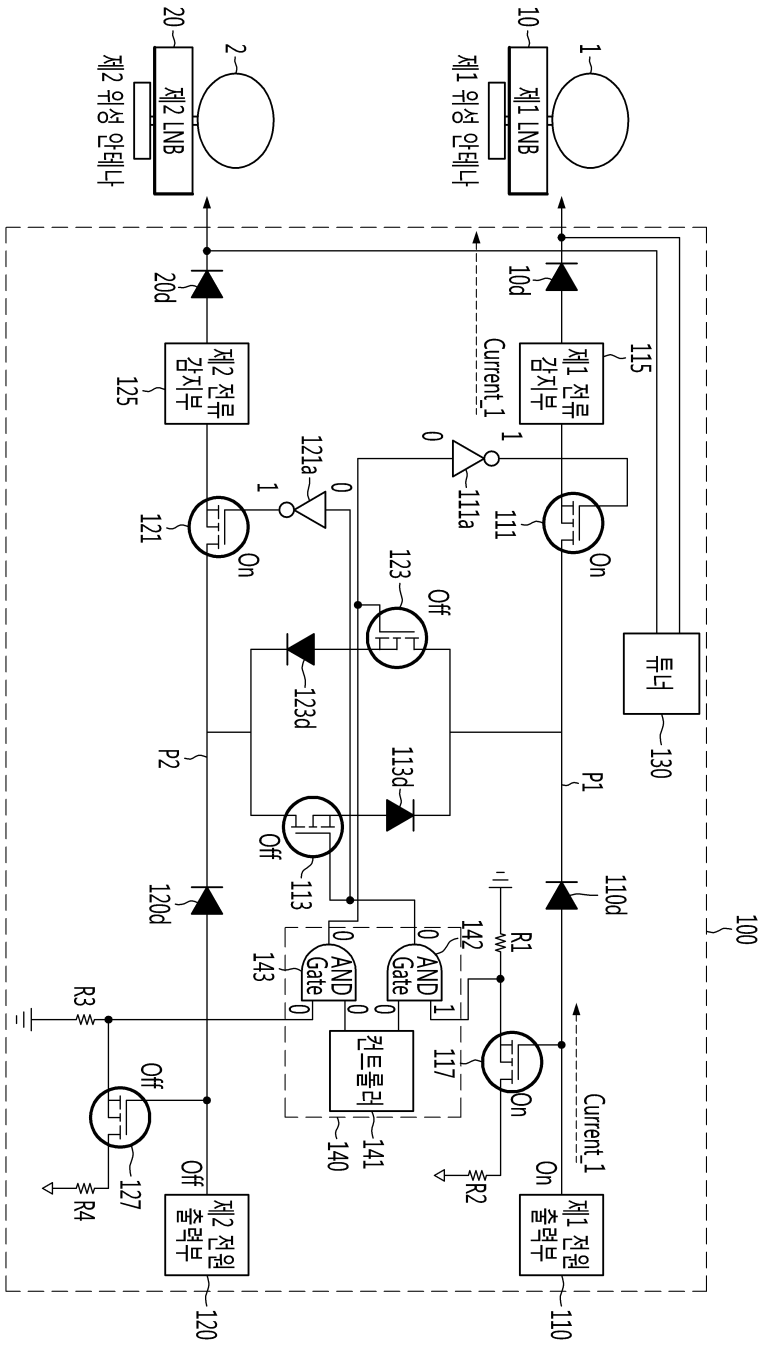 100
튜너
130
115
1
110d
Current_1
P1
On
제1 LNB
10
10d
제1 전류
감지부
111
On
제1 전원
출력부
110
제1 위성 안테나
Current_1
1
111a
0
R1
On
117
R2
142
1
AND
Gate
0
0
Off
123
113d
컨트롤러
141
AND
Gate
0
0
0
143
140
0
121a
1
123d
113
Off
On
2
제2 LNB
20
20d
제2 전류
감지부
125
121
P2
120d
Off
제2 전원
출력부
120
Off
127
R3
R4
제2 위성 안테나